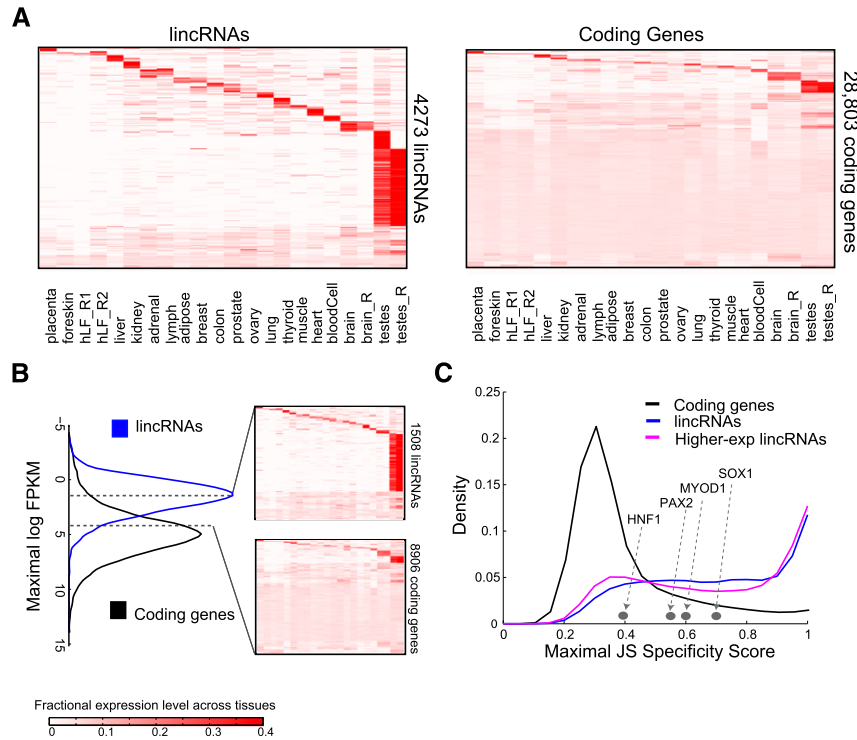 A
lincRNAs
4273 lincRNAs
placenta
foreskin
hLF_R1
hLF_R2
liver
kidney
adrenal
lymph
adipose
breast
colon
prostate
ovary
lung
thyroid
muscle
heart
bloodCell
brain
brain_R
testes
testes_R
Coding Genes
28,803 coding genes
placenta
foreskin
hLF_R1
hLF_R2
liver
kidney
adrenal
lymph
adipose
breast
colon
prostate
ovary
lung
thyroid
muscle
heart
bloodCell
brain
brain_R
testes
testes_R
B
Maximal log FPKM
-5
0
5
10
15
lincRNAs
Coding genes
1508 lincRNAs
8906 coding genes
Fractional expression level across tissues
0 0.1 0.2 0.3 0.4
C
Density
0.25
0.2
0.15
0.1
0.05
0
Coding genes
lincRNAs
Higher-exp lincRNAs
SOX1
MYOD1
PAX2
HNF1
0 0.2 0.4 0.6 0.8 1
Maximal JS Specificity Score